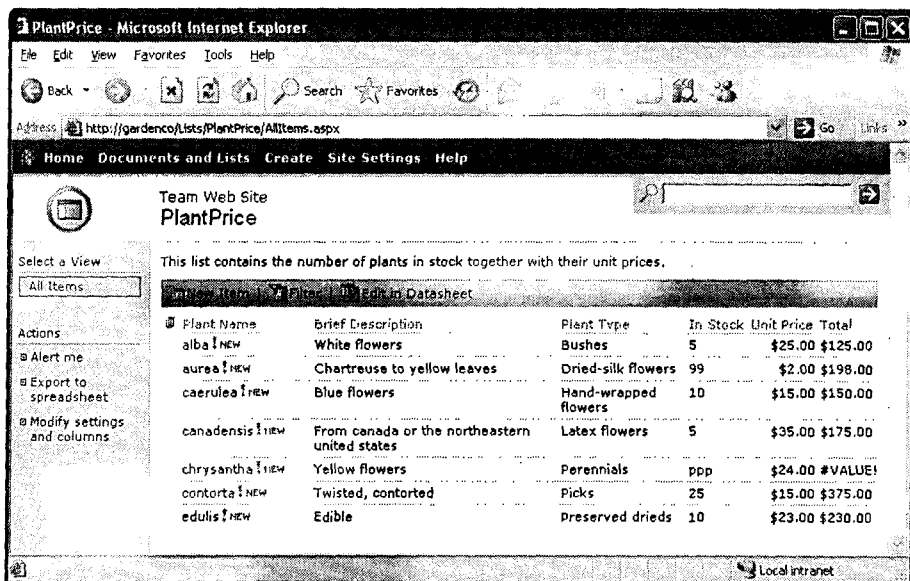 PlantPrice - Microsoft Internet Explorer
File Edit View Favorites Tools Help
Back Search Favorites
Address http://gardenco/Lists/PlantPrice/AllItems.aspx Go Links »
Home Documents and Lists Create Site Settings Help
Team Web Site
PlantPrice
Select a View
All Items
Actions
Alert me
Export to spreadsheet
Modify settings and columns
This list contains the number of plants in stock together with their unit prices.
New Item | Filter | Edit in Datasheet
Plant Name Brief Description Plant Type In Stock Unit Price Total
alba ! NEW White flowers Bushes 5 $25.00 $125.00
aurea ! NEW Chartreuse to yellow leaves Dried-silk flowers 99 $2.00 $198.00
caerulea ! NEW Blue flowers Hand-wrapped flowers 10 $15.00 $150.00
canadensis ! NEW From canada or the northeastern united states Latex flowers 5 $35.00 $175.00
chrysantha ! NEW Yellow flowers Perennials ppp $24.00 #VALUE!
contorta ! NEW Twisted, contorted Picks 25 $15.00 $375.00
edulis ! NEW Edible Preserved drieds 10 $23.00 $230.00
Local intranet